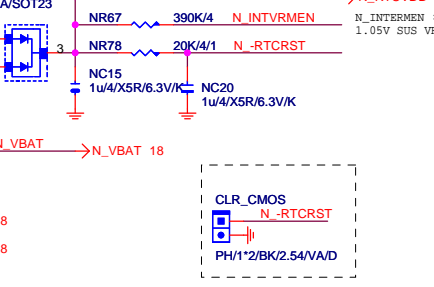 A/SOT23
NR67 390K/4 N_INTVRMEN
N_INTERMEN
1.05V SUS
NR78 20K/4/1 N_-RTCRST
3
NC15
1u/4/X5R/6.3V/K
NC20
1u/4/X5R/6.3V/K
_VBAT N_VBAT 18
CLR_CMOS
8 N_-RTCRST
8 PH/1*2/BK/2.54/VA/D